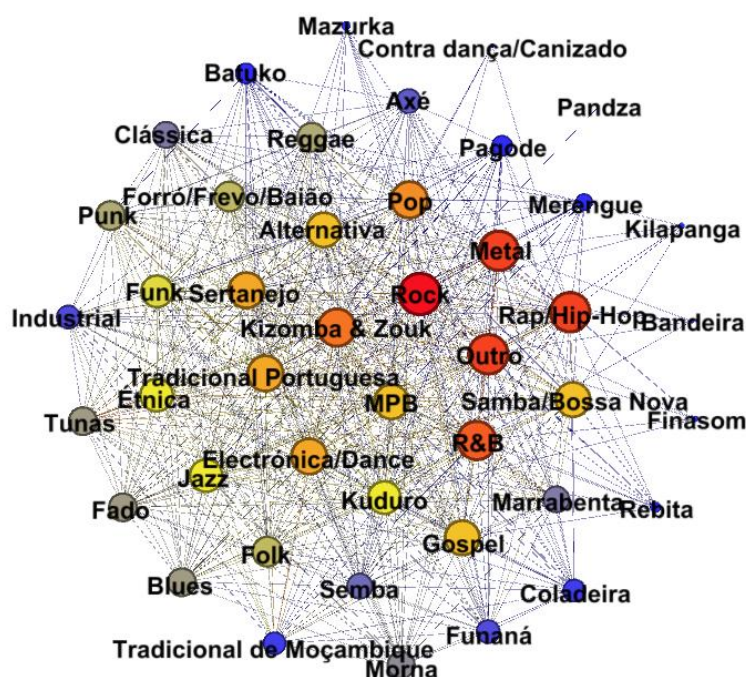 Mazurka
Contra dança/Canizado
Batuko
Axé
Pandza
Clássica
Reggae
Pagode
Forró/Frevo/Baião
Pop
Merengue
Punk
Alternativa
Kilapanga
Metal
Funk
Sertanejo
Rock
Industrial
Kizomba & Zouk
Rap/Hip-Hop
Bandeira
Outro
Tradicional Portuguesa
Étnica
MPB
Samba/Bossa Nova
Tunas
Finasom
R&B
Electrónica/Dance
Jazz
Kuduro
Marrabenta
Rebita
Fado
Gospel
Folk
Blues
Semba
Coladeira
Funaná
Tradicional de Moçambique
Morna